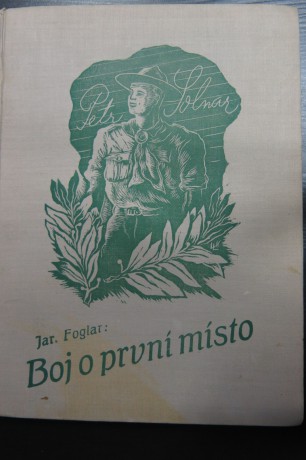 Petr Solnar
Jar. Foglar:
Boj o první místo